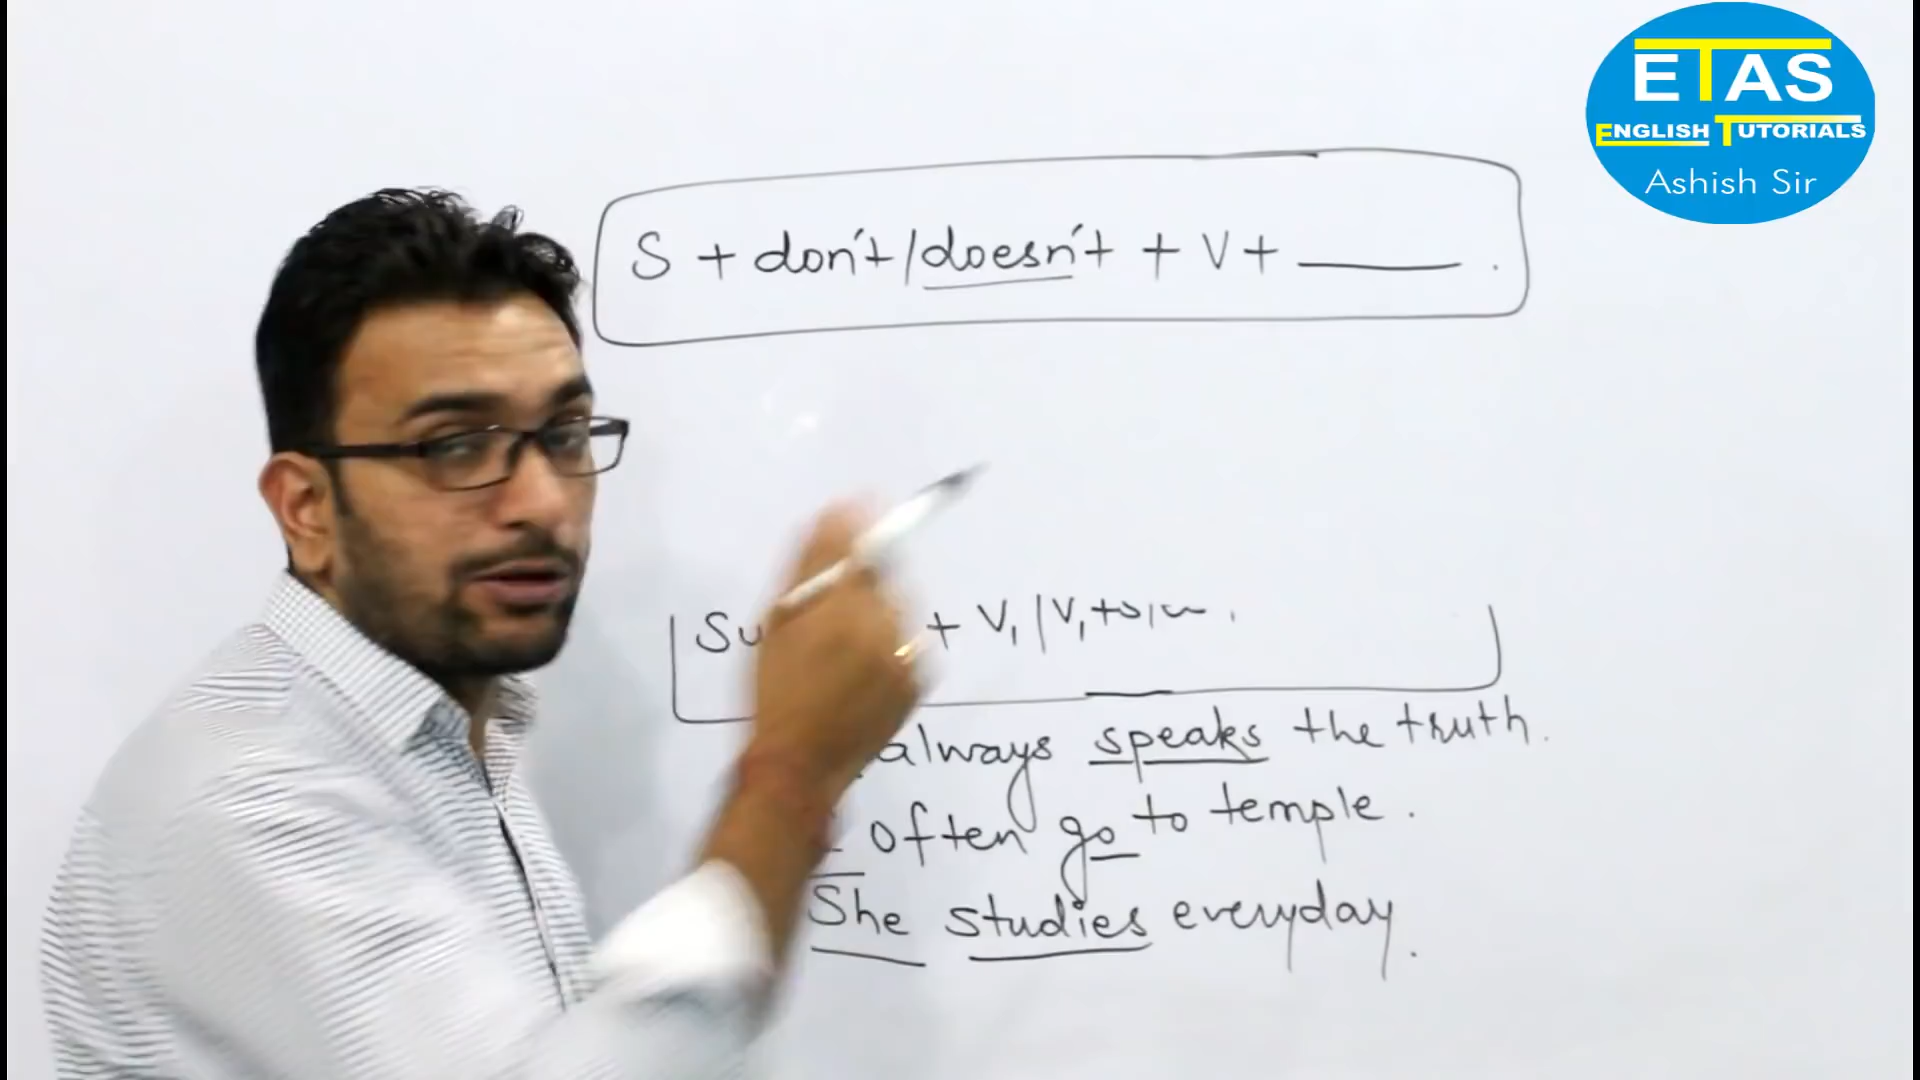 ETAS
ENGLISH TUTORIALS
Ashish Sir
S + don't/doesn't + V + ______ .
+ V₁ / V₁ + s/
always speaks the truth.
often go to temple.
She studies everyday.